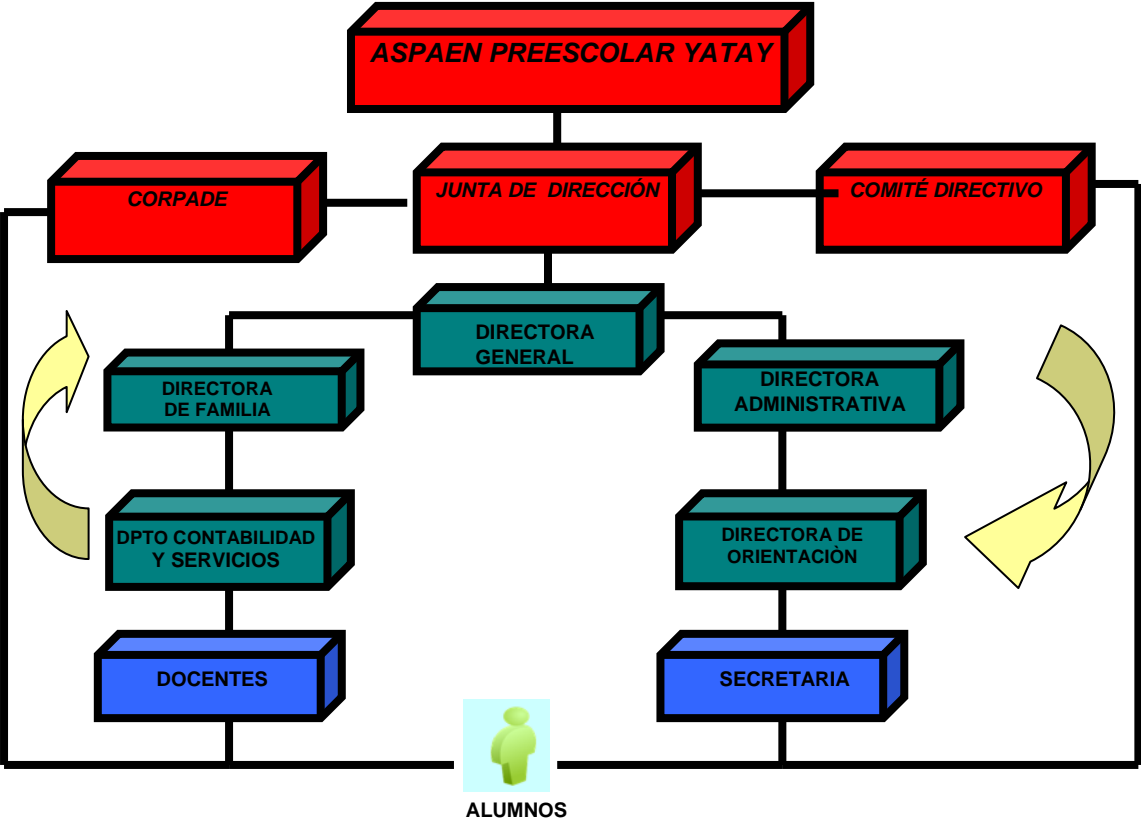 ASPAEN PREESCOLAR YATAY
CORPADE
JUNTA DE DIRECCIÓN
COMITÉ DIRECTIVO
DIRECTORA
GENERAL
DIRECTORA
DE FAMILIA
DIRECTORA
ADMINISTRATIVA
DPTO CONTABILIDAD
Y SERVICIOS
DIRECTORA DE
ORIENTACIÒN
DOCENTES
SECRETARIA
ALUMNOS